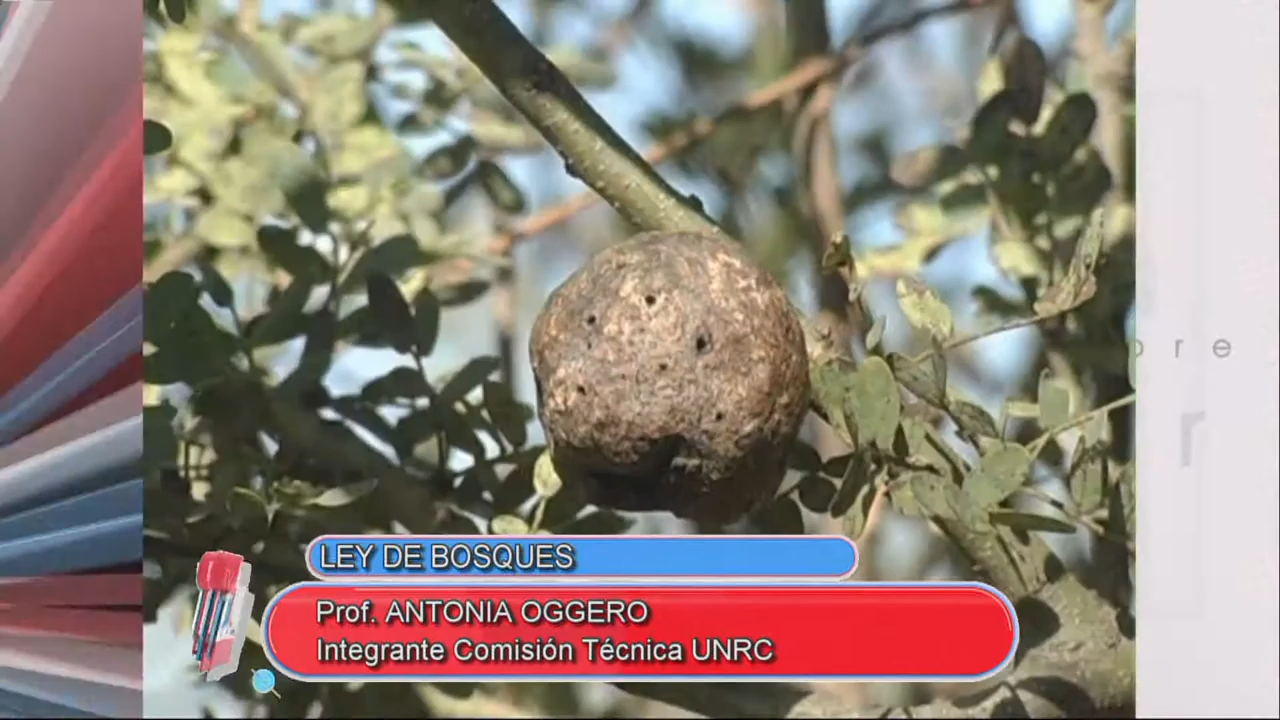 LEY DE BOSQUES
Prof. ANTONIA OGGERO
Integrante Comisión Técnica UNRC